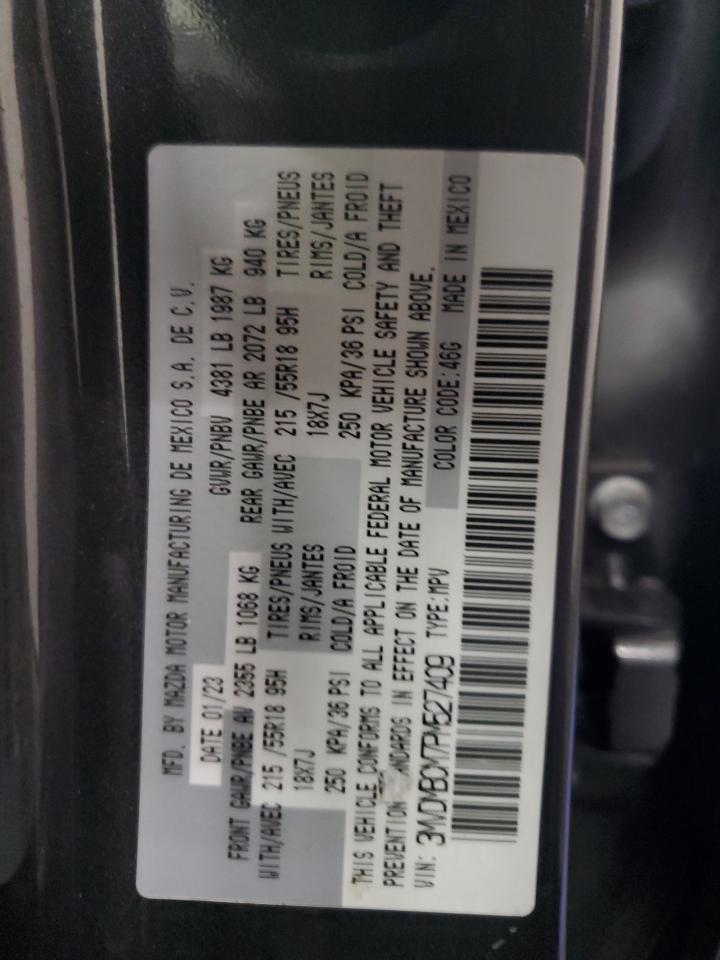 MFD. BY MAZDA MOTOR MANUFACTURING DE MEXICO S.A. DE C.V.
DATE 01/23 GVWR/PNBV 4381 LB 1987 KG
FRONT GAWR/PNBE AV 2355 LB 1068 KG REAR GAWR/PNBE AR 2072 LB 940 KG
WITH/AVEC 215 /55R18 95H TIRES/PNEUS WITH/AVEC 215 /55R18 95H TIRES/PNEUS
18X7J RIMS/JANTES 18X7J RIMS/JANTES
250 KPA/36 PSI COLD/A FROID 250 KPA/36 PSI COLD/A FROID
THIS VEHICLE CONFORMS TO ALL APPLICABLE FEDERAL MOTOR VEHICLE SAFETY AND THEFT
PREVENTION STANDARDS IN EFFECT ON THE DATE OF MANUFACTURE SHOWN ABOVE.
VIN: 3MVDMBCM7PM527409 TYPE:MPV COLOR CODE:46G MADE IN MEXICO